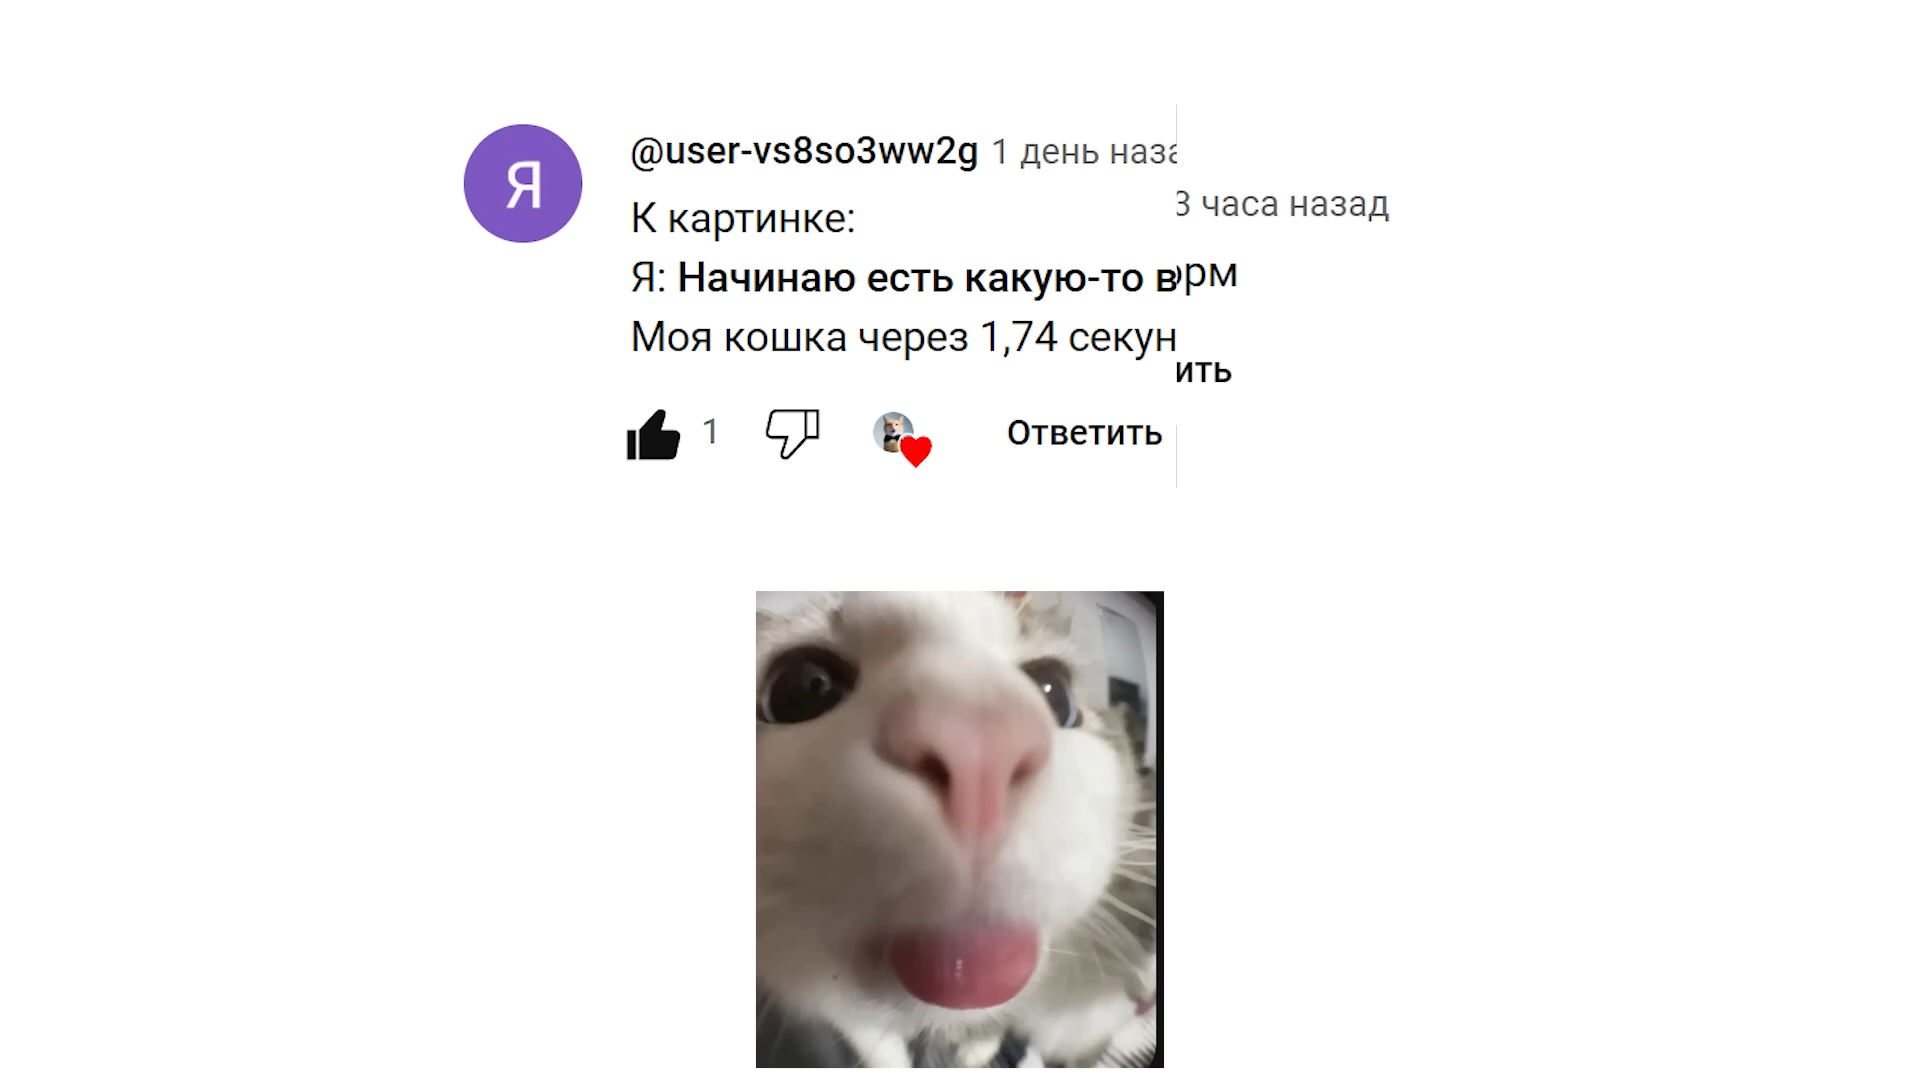 Я
@user-vs8so3ww2g 1 день наза
К картинке:
3 часа назад
Я: Начинаю есть какую-то в
орм
Моя кошка через 1,74 секун
ить
1
Ответить